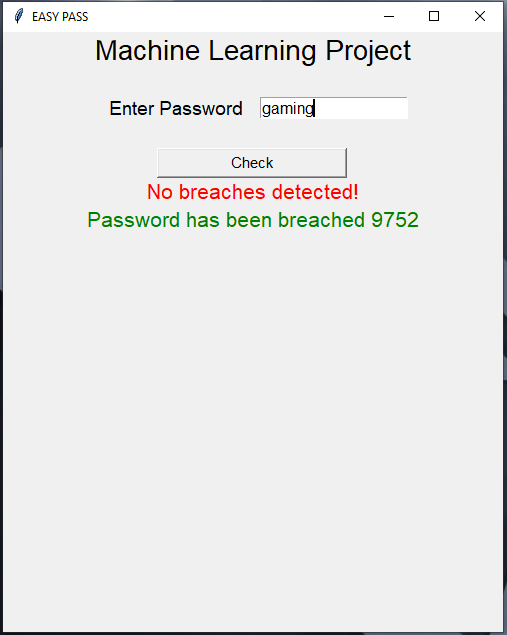 EASY PASS
Machine Learning Project
Enter Password gaming
Check
No breaches detected!
Password has been breached 9752